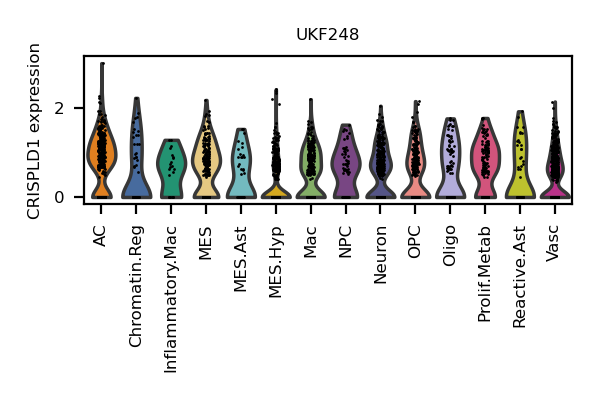 UKF248
CRISPLD1 expression
2
0
AC
Chromatin.Reg
Inflammatory.Mac
MES
MES.Ast
MES.Hyp
Mac
NPC
Neuron
OPC
Oligo
Prolif.Metab
Reactive.Ast
Vasc